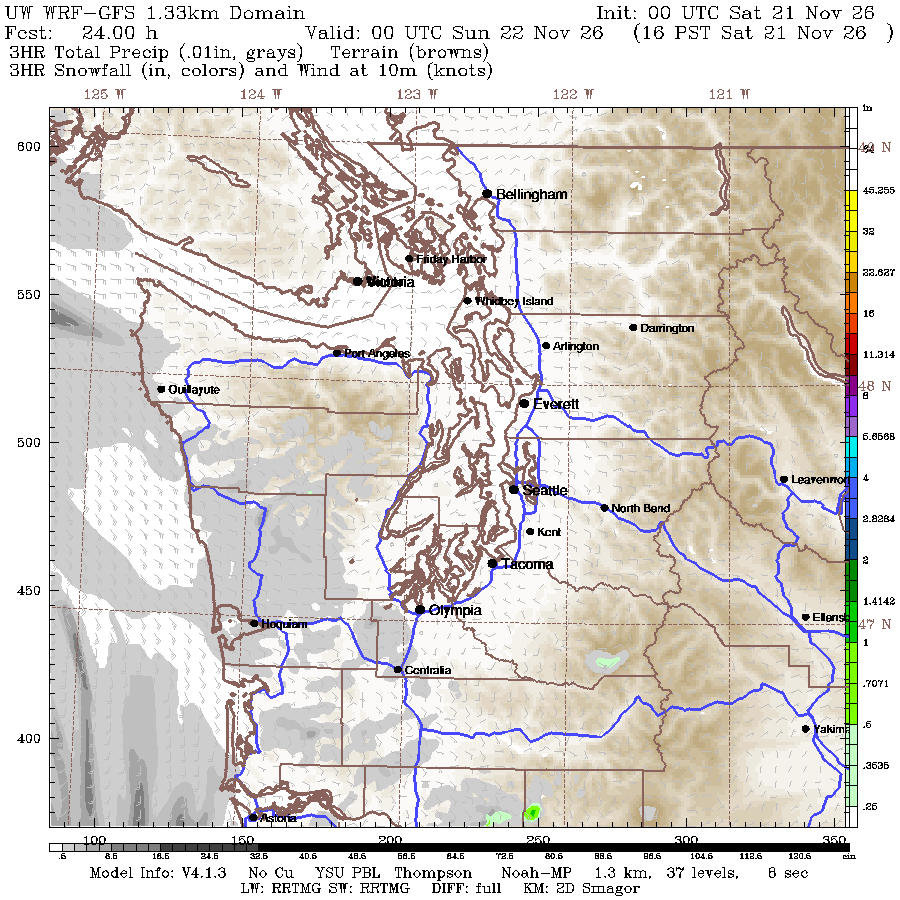 UW WRF-GFS 1.33km Domain Init: 00 UTC Sat 21 Nov 26
Fcst: 24.00 h Valid: 00 UTC Sun 22 Nov 26 (16 PST Sat 21 Nov 26 )
3HR Total Precip (.01in, grays) Terrain (browns)
3HR Snowfall (in, colors) and Wind at 10m (knots)
125 W 124 W 123 W 122 W 121 W
in
600
49 N
Bellingham
45.255
32
Friday Harbor
Victoria
22.627
550
Whidbey Island
16
Darrington
Arlington
Port Angeles
11.314
Quillayute
48 N
8
Everett
500
5.6568
Leavenwor
4
Seattle
North Bend
2.8284
Kent
2
Tacoma
450
1.4142
Olympia
Ellens
Hoquiam
47 N
1
Centralia
.7071
400
.5
Yakima
.3535
.25
Astoria
100 150 200 250 300 350
.5 8.5 16.5 24.5 32.5 40.5 48.5 56.5 64.5 72.5 80.5 88.5 96.5 104.5 112.5 120.5 in
Model Info: V4.1.3 No Cu YSU PBL Thompson Noah-MP 1.3 km, 37 levels, 8 sec
LW: RRTMG SW: RRTMG DIFF: full KM: 2D Smagor